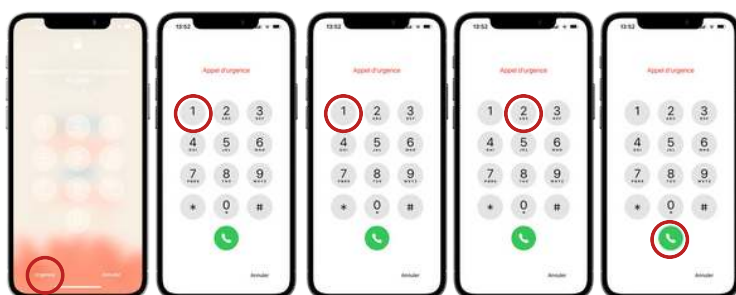 Urgence Annuler
13:52
Appel d'urgence
1 2 ABC 3 DEF
4 GHI 5 JKL 6 MNO
7 PQRS 8 TUV 9 WXYZ
* 0 + #
Annuler
13:52
Appel d'urgence
1 2 ABC 3 DEF
4 GHI 5 JKL 6 MNO
7 PQRS 8 TUV 9 WXYZ
* 0 + #
Annuler
13:52
Appel d'urgence
1 2 ABC 3 DEF
4 GHI 5 JKL 6 MNO
7 PQRS 8 TUV 9 WXYZ
* 0 + #
Annuler
13:52
Appel d'urgence
1 2 ABC 3 DEF
4 GHI 5 JKL 6 MNO
7 PQRS 8 TUV 9 WXYZ
* 0 + #
Annuler